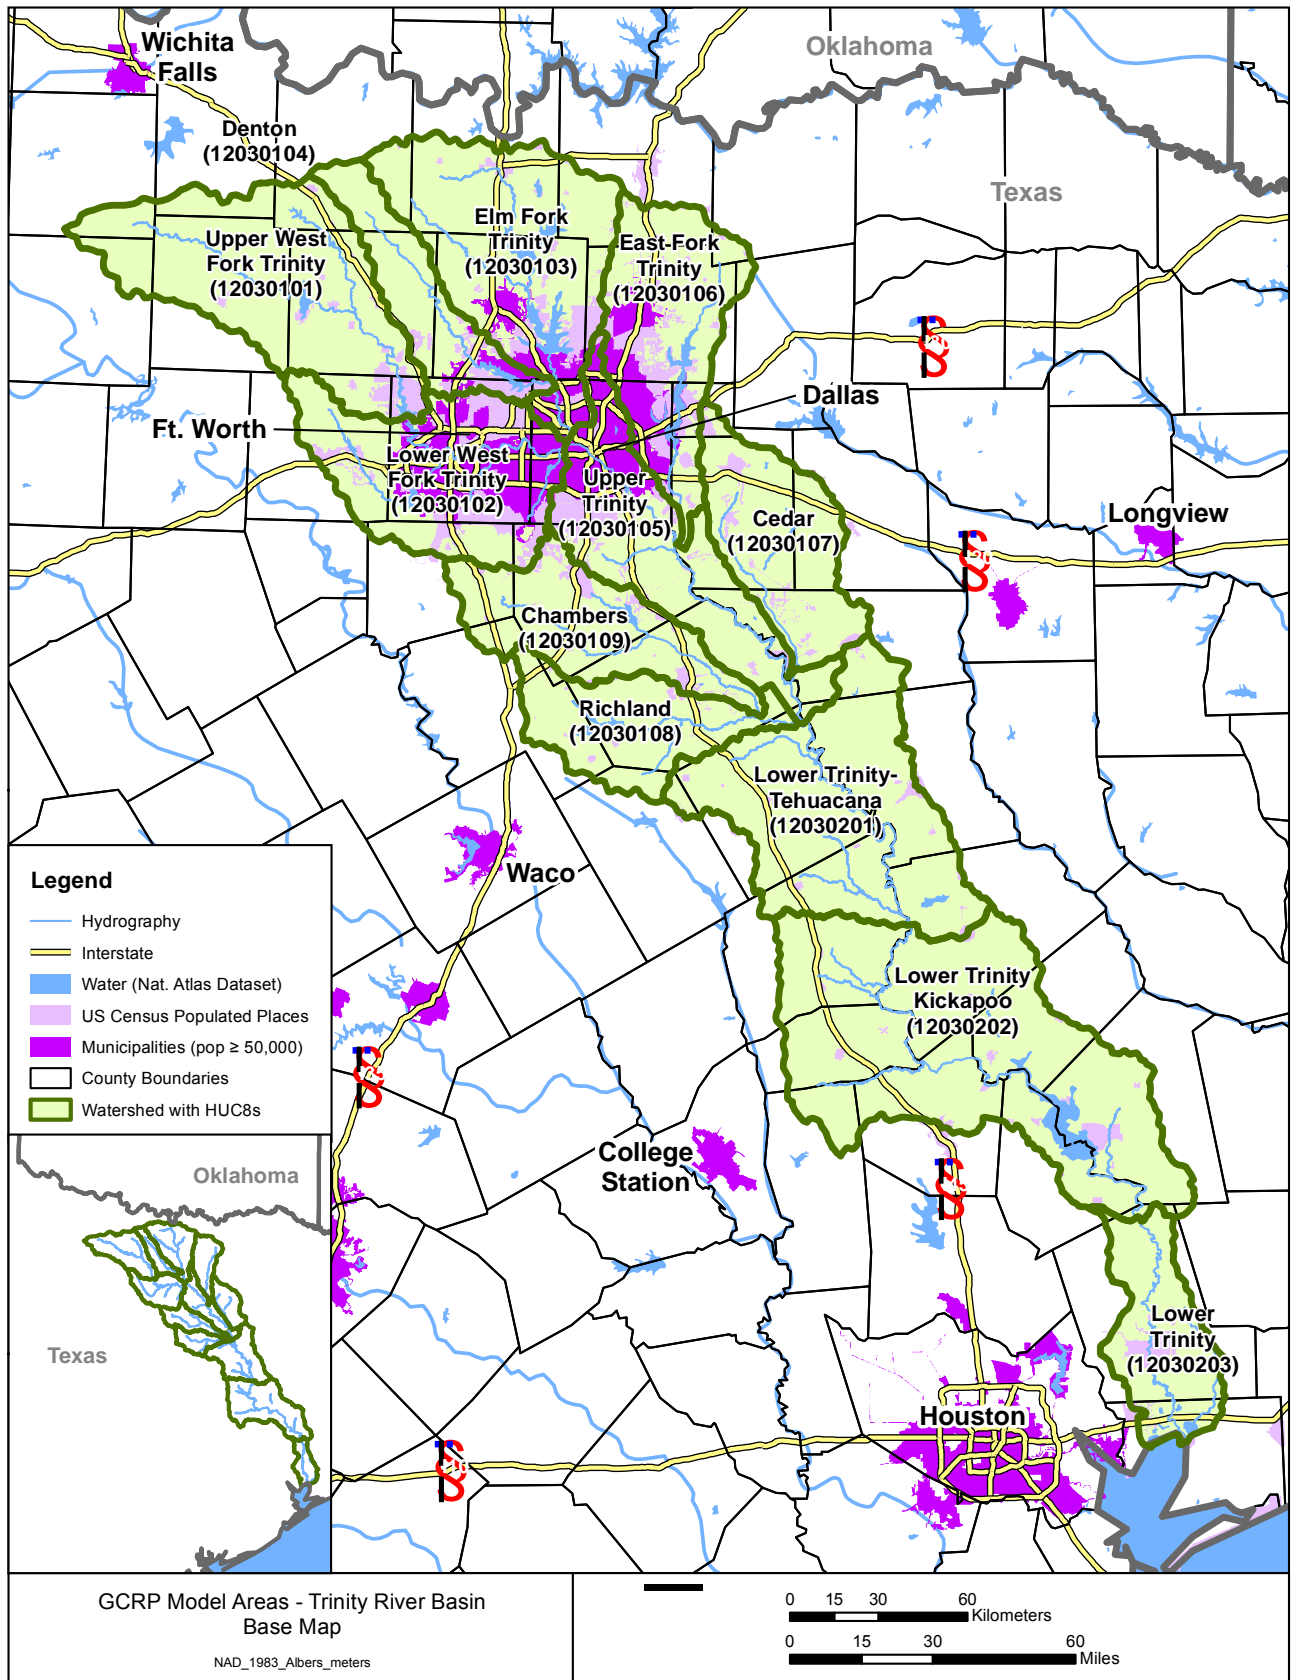 Wichita
Falls
Oklahoma
Denton
(12030104)
Texas
Elm Fork
Trinity
(12030103)
Upper West
Fork Trinity
(12030101)
East-Fork
Trinity
(12030106)
Dallas
Ft. Worth
Lower West
Fork Trinity
(12030102)
Upper
Trinity
(12030105)
Cedar
(12030107)
Longview
Chambers
(12030109)
Richland
(12030108)
Lower Trinity-
Tehuacana
(12030201)
Waco
Lower Trinity
Kickapoo
(12030202)
College
Station
Lower
Trinity
(12030203)
Houston
Legend
Hydrography
Interstate
Water (Nat. Atlas Dataset)
US Census Populated Places
Municipalities (pop ≥ 50,000)
County Boundaries
Watershed with HUC8s
Oklahoma
Texas
GCRP Model Areas - Trinity River Basin
Base Map
NAD_1983_Albers_meters
0 15 30 60
Kilometers
0 15 30 60
Miles